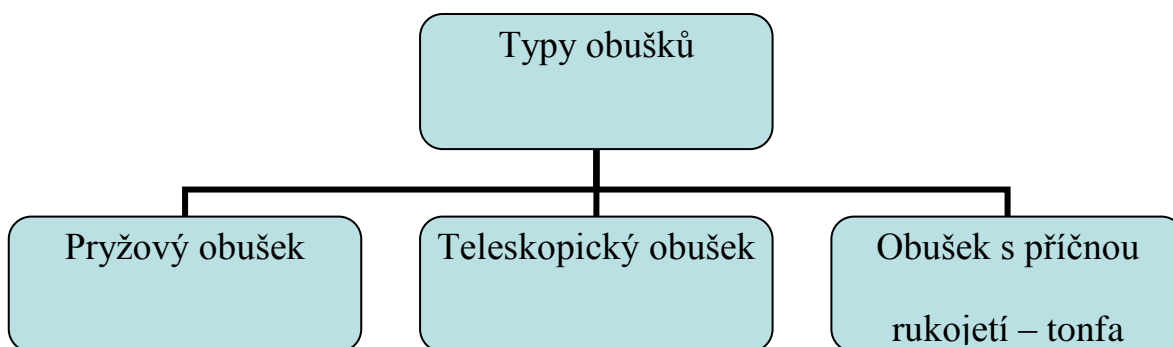 Typy obušků
Pryžový obušek
Teleskopický obušek
Obušek s příčnou
rukojetí – tonfa